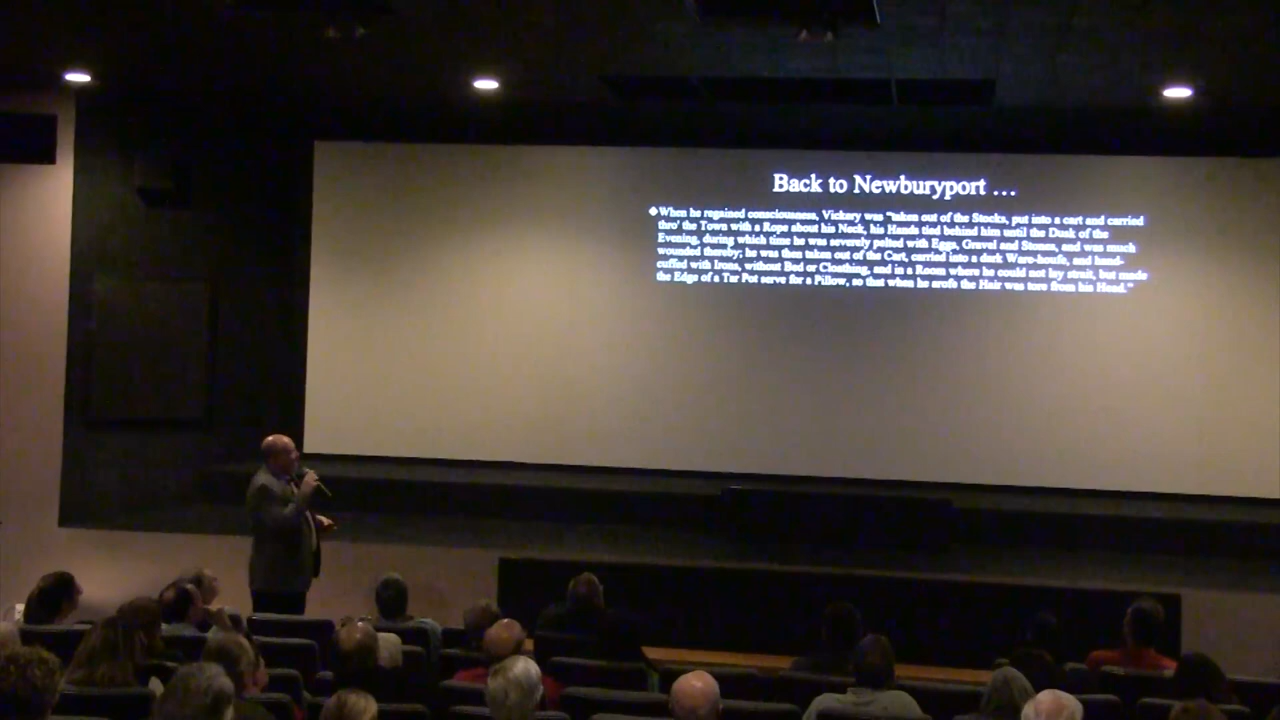 Back to Newburyport ...
When he regained consciousness, Vickary was "taken out of the Stocks, put into a cart and carried
thro' the Town with a Rope about his Neck, his Hands tied behind him until the Dusk of the
Evening, during which time he was severely pelted with Eggs, Gravel and Stones, and was much
wounded thereby; he was then taken out of the Cart, carried into a dark Ware-houfe, and hand-
cuffed with Irons, without Bed or Cloathing, and in a Room where he could not lay strait, but made
the Edge of a Tar Pot serve for a Pillow, so that when he arofe the Hair was tore from his Head."